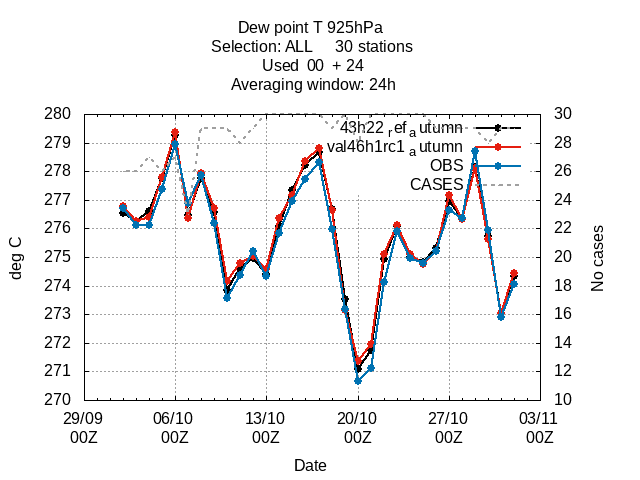 Dew point T 925hPa
Selection: ALL 30 stations
Used 00 + 24
Averaging window: 24h
280 30
43h22_ref_autumn
279 28
val46h1rc1_autumn
278 26
OBS
277 24
CASES
276 22
275 20
274 18
273 16
272 14
271 12
270 10
deg C
No cases
29/09 06/10 13/10 20/10 27/10 03/11
00Z 00Z 00Z 00Z 00Z 00Z
Date